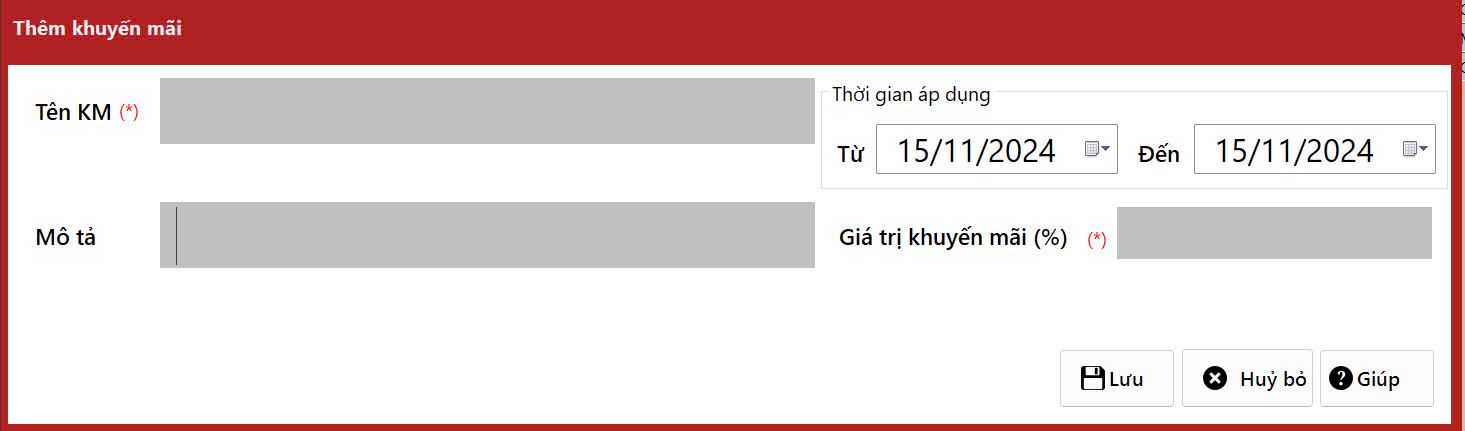 Thêm khuyến mãi
Tên KM (*)
Thời gian áp dụng
Từ 15/11/2024 Đến 15/11/2024
Mô tả
Giá trị khuyến mãi (%) (*)
Lưu Huỷ bỏ Giúp